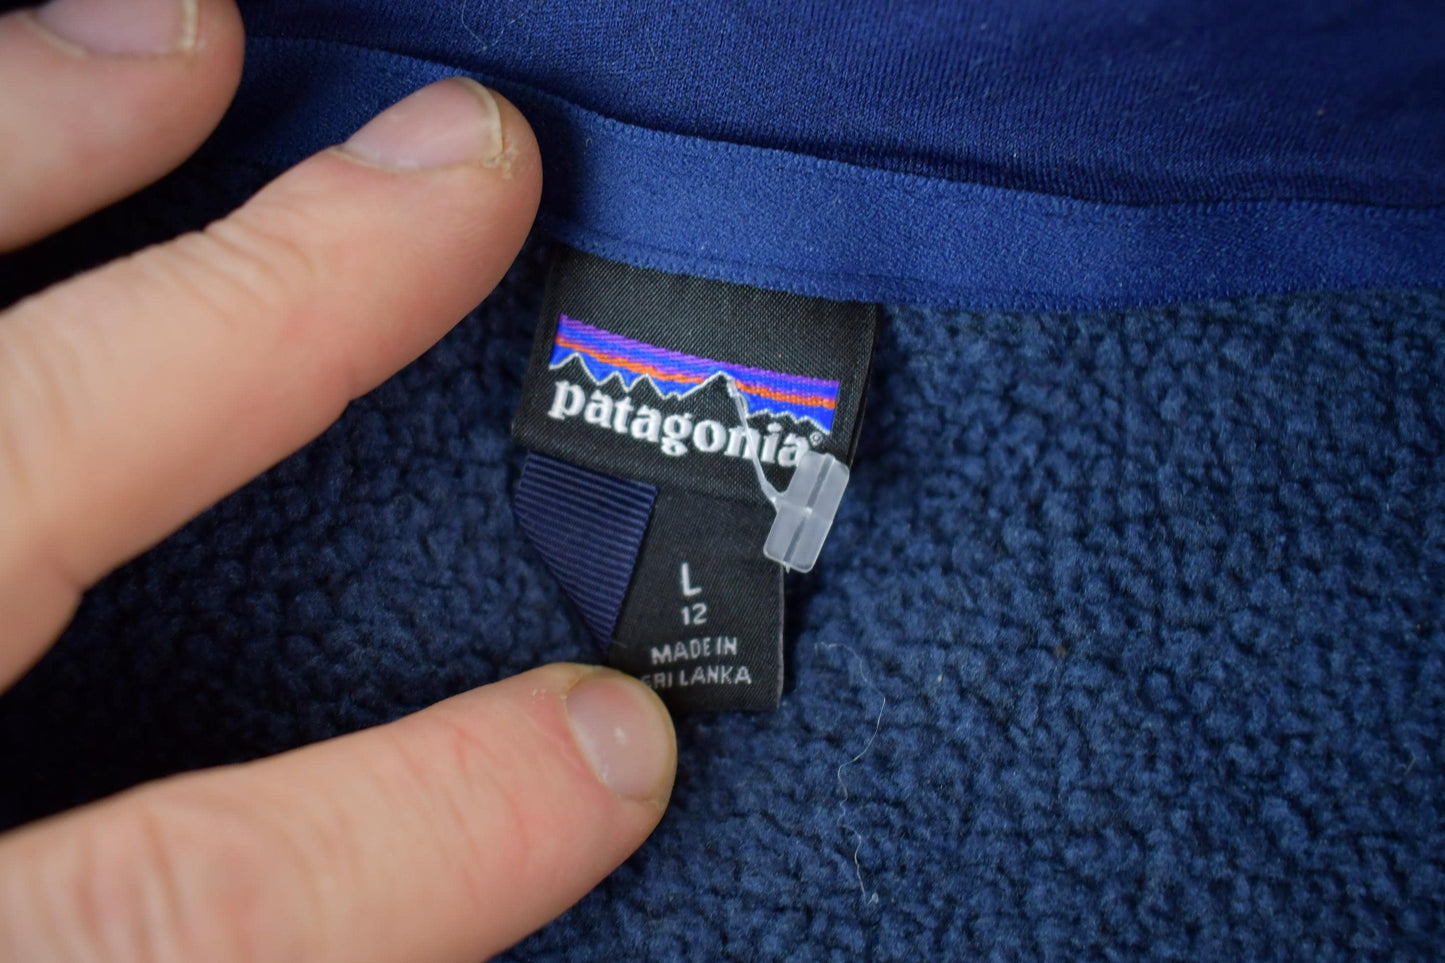 patagonia®
L
12
MADE IN
SRI LANKA